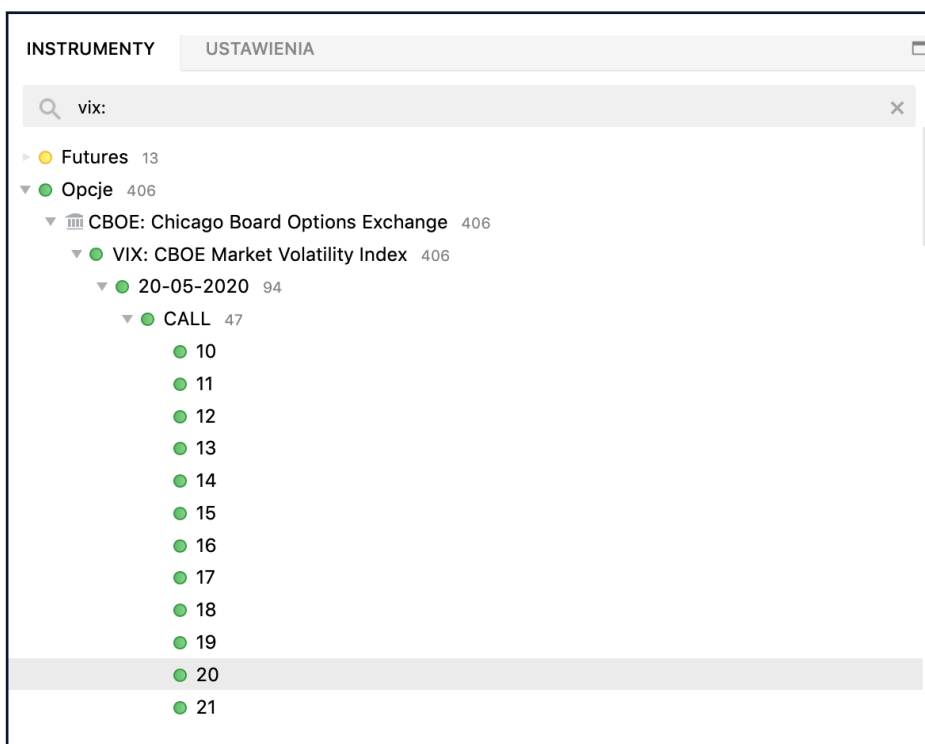 INSTRUMENTY USTAWIENIA
vix:
Futures 13
Opcje 406
CBOE: Chicago Board Options Exchange 406
VIX: CBOE Market Volatility Index 406
20-05-2020 94
CALL 47
10
11
12
13
14
15
16
17
18
19
20
21